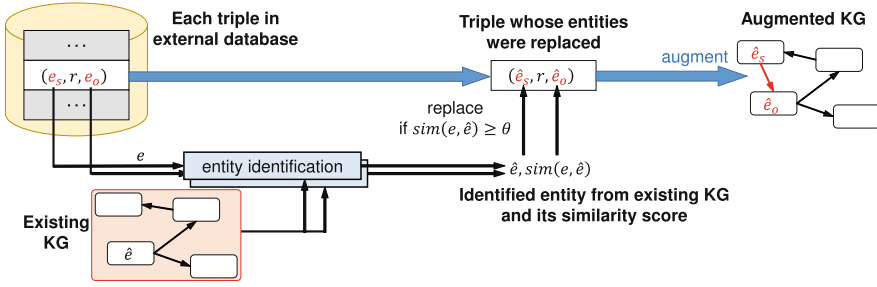 Each triple in
external database
Triple whose entities
were replaced
Augmented KG
...
(e_s, r, e_o)
...
(ê_s, r, ê_o)
augment
ê_s
ê_o
replace
if sim(e, ê) ≥ θ
e
entity identification
ê, sim(e, ê)
Identified entity from existing KG
and its similarity score
Existing
KG
ê